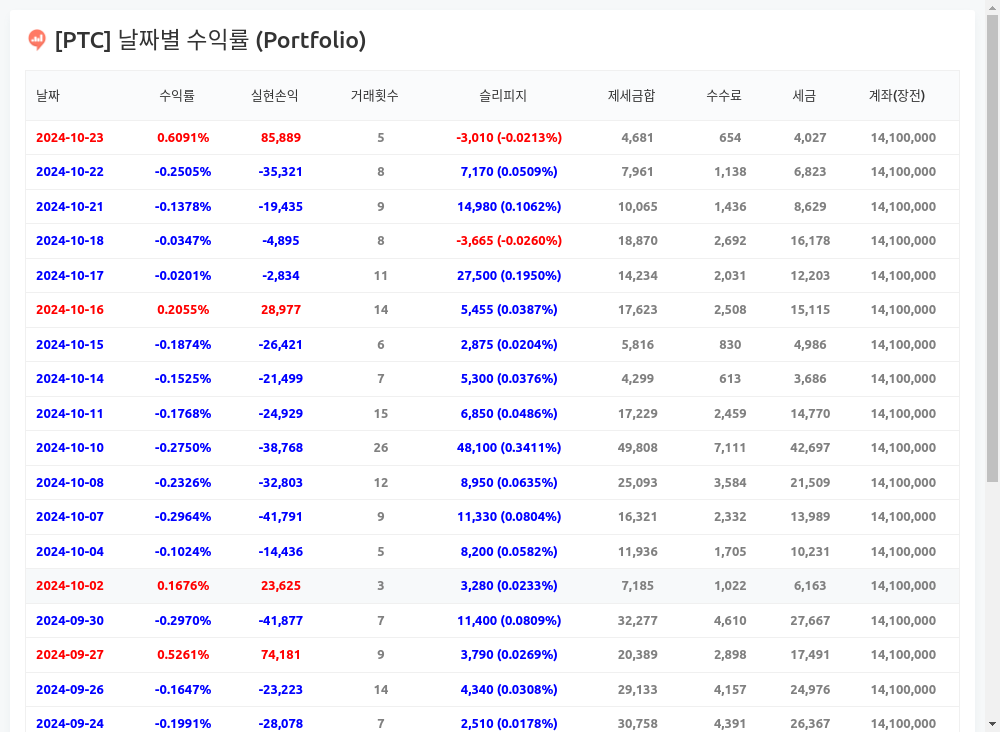 [PTC] 날짜별 수익률 (Portfolio)
날짜 수익률 실현손익 거래횟수 슬리피지 제세금합 수수료 세금 계좌(장전)
2024-10-23 0.6091% 85,889 5 -3,010 (-0.0213%) 4,681 654 4,027 14,100,000
2024-10-22 -0.2505% -35,321 8 7,170 (0.0509%) 7,961 1,138 6,823 14,100,000
2024-10-21 -0.1378% -19,435 9 14,980 (0.1062%) 10,065 1,436 8,629 14,100,000
2024-10-18 -0.0347% -4,895 8 -3,665 (-0.0260%) 18,870 2,692 16,178 14,100,000
2024-10-17 -0.0201% -2,834 11 27,500 (0.1950%) 14,234 2,031 12,203 14,100,000
2024-10-16 0.2055% 28,977 14 5,455 (0.0387%) 17,623 2,508 15,115 14,100,000
2024-10-15 -0.1874% -26,421 6 2,875 (0.0204%) 5,816 830 4,986 14,100,000
2024-10-14 -0.1525% -21,499 7 5,300 (0.0376%) 4,299 613 3,686 14,100,000
2024-10-11 -0.1768% -24,929 15 6,850 (0.0486%) 17,229 2,459 14,770 14,100,000
2024-10-10 -0.2750% -38,768 26 48,100 (0.3411%) 49,808 7,111 42,697 14,100,000
2024-10-08 -0.2326% -32,803 12 8,950 (0.0635%) 25,093 3,584 21,509 14,100,000
2024-10-07 -0.2964% -41,791 9 11,330 (0.0804%) 16,321 2,332 13,989 14,100,000
2024-10-04 -0.1024% -14,436 5 8,200 (0.0582%) 11,936 1,705 10,231 14,100,000
2024-10-02 0.1676% 23,625 3 3,280 (0.0233%) 7,185 1,022 6,163 14,100,000
2024-09-30 -0.2970% -41,877 7 11,400 (0.0809%) 32,277 4,610 27,667 14,100,000
2024-09-27 0.5261% 74,181 9 3,790 (0.0269%) 20,389 2,898 17,491 14,100,000
2024-09-26 -0.1647% -23,223 14 4,340 (0.0308%) 29,133 4,157 24,976 14,100,000
2024-09-24 -0.1991% -28,078 7 2,510 (0.0178%) 30,758 4,391 26,367 14,100,000